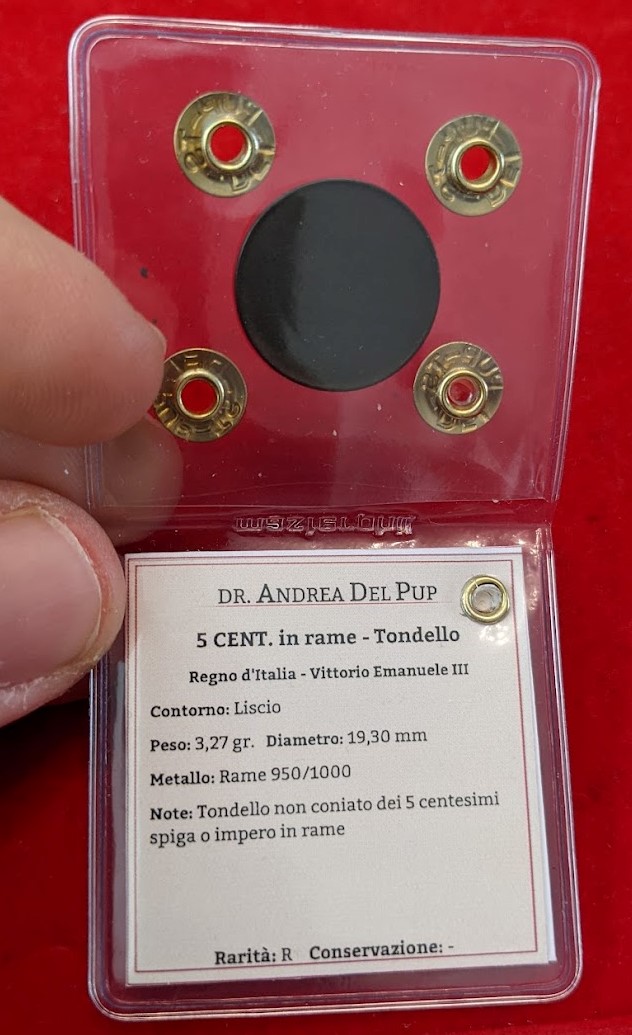 DR. ANDREA DEL PUP
5 CENT. in rame - Tondello
Regno d'Italia - Vittorio Emanuele III
Contorno: Liscio
Peso: 3,27 gr. Diametro: 19,30 mm
Metallo: Rame 950/1000
Note: Tondello non coniato dei 5 centesimi
spiga o impero in rame
Rarità: R Conservazione: -